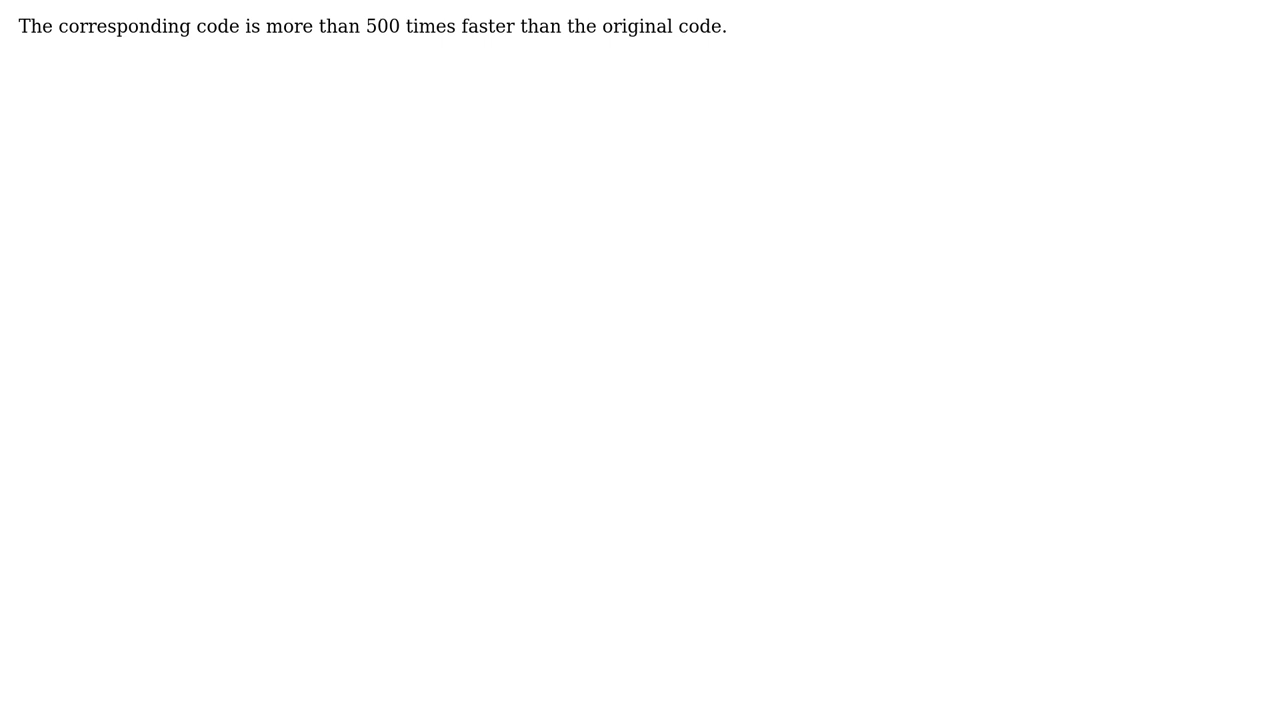 The corresponding code is more than 500 times faster than the original code.